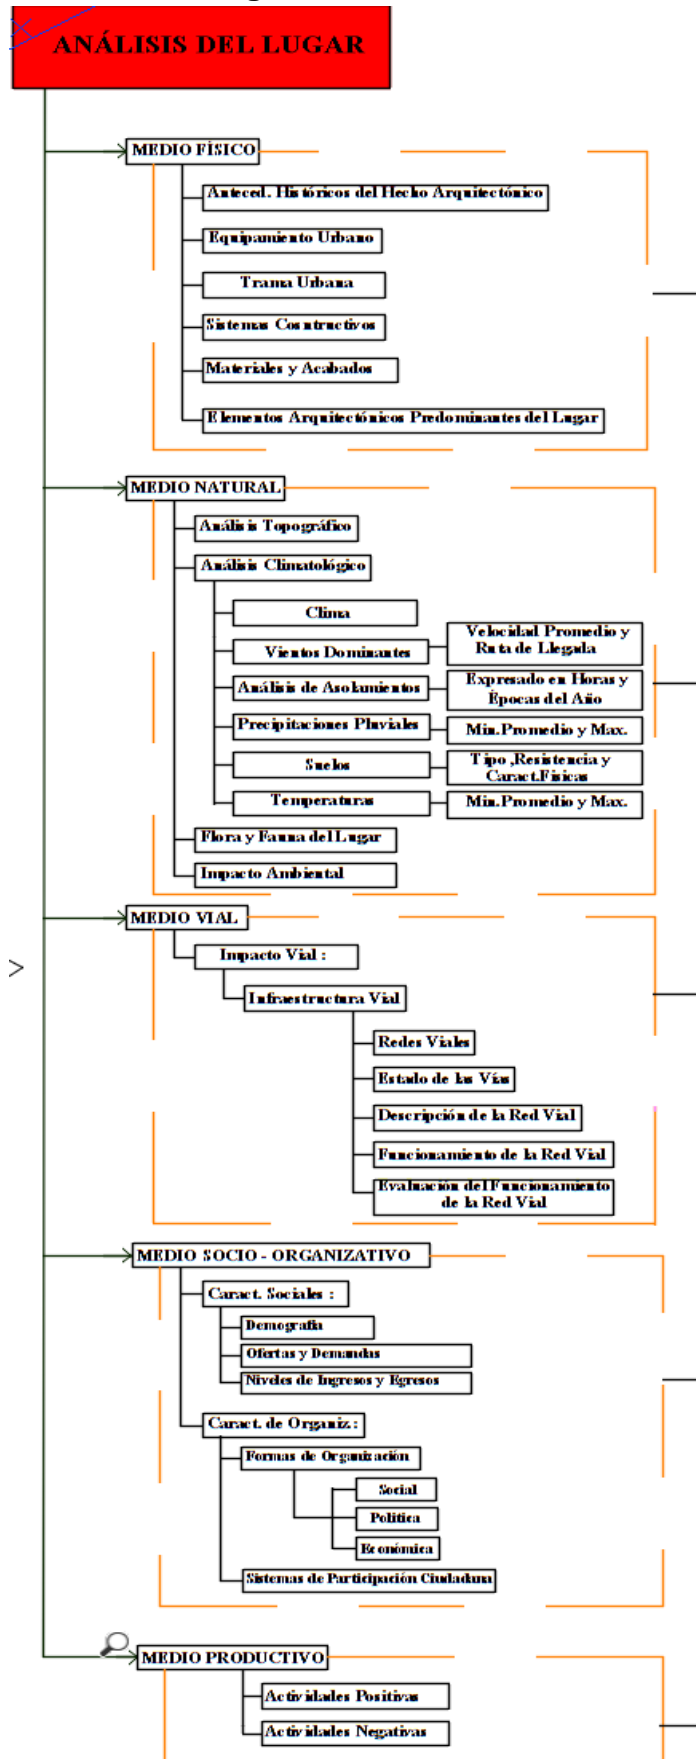 ANÁLISIS DEL LUGAR
MEDIO FÍSICO
Anteced. Históricos del Hecho Arquitectónico
Equipamiento Urbano
Trama Urbana
Sistemas Cosntructivos
Materiales y Acabados
Elementos Arquitectónicos Predominantes del Lugar
MEDIO NATURAL
Análisis Topográfico
Análisis Climatológico
Clima
Vientos Dominantes
Velocidad Promedio y
Ruta de Llegada
Análisis de Asolamientos
Expresado en Horas y
Épocas del Año
Precipitaciones Pluviales
Min.Promedio y Max.
Suelos
Tipo ,Resistencia y
Caract.Físicas
Temperaturas
Min.Promedio y Max.
Flora y Fauna del Lugar
Impacto Ambiental
MEDIO VIAL
>
Impacto Vial :
Infraestructura Vial
Redes Viales
Estado de las Vías
Descripción de la Red Vial
Funcionamiento de la Red Vial
Evaluación del Funcionamiento
de la Red Vial
MEDIO SOCIO - ORGANIZATIVO
Caract. Sociales :
Demografía
Ofertas y Demandas
Niveles de Ingresos y Egresos
Caract. de Organiz :
Formas de Organización
Social
Política
Económica
Sistemas de Participación Ciudadana
MEDIO PRODUCTIVO
Actividades Positivas
Actividades Negativas